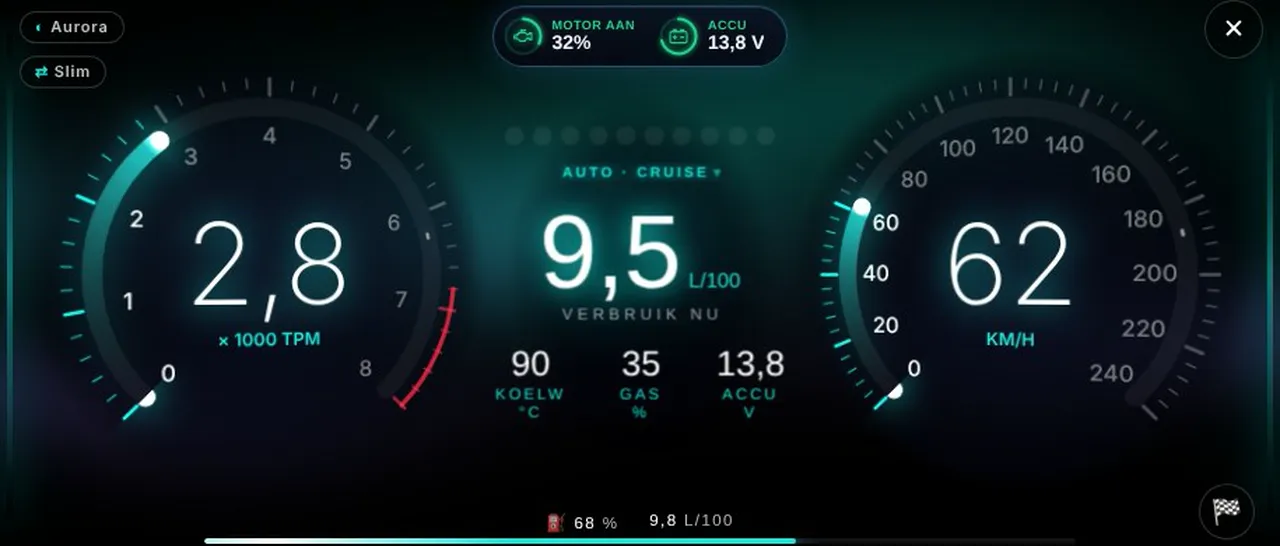 Aurora
Slim
MOTOR AAN
32%
ACCU
13,8 V
0
1
2
3
4
5
6
7
8
2,8
× 1000 TPM
AUTO · CRUISE ▾
9,5 L/100
VERBRUIK NU
90
KOELW
°C
35
GAS
%
13,8
ACCU
V
0
20
40
60
80
100
120
140
160
180
200
220
240
62
KM/H
68 %
9,8 L/100